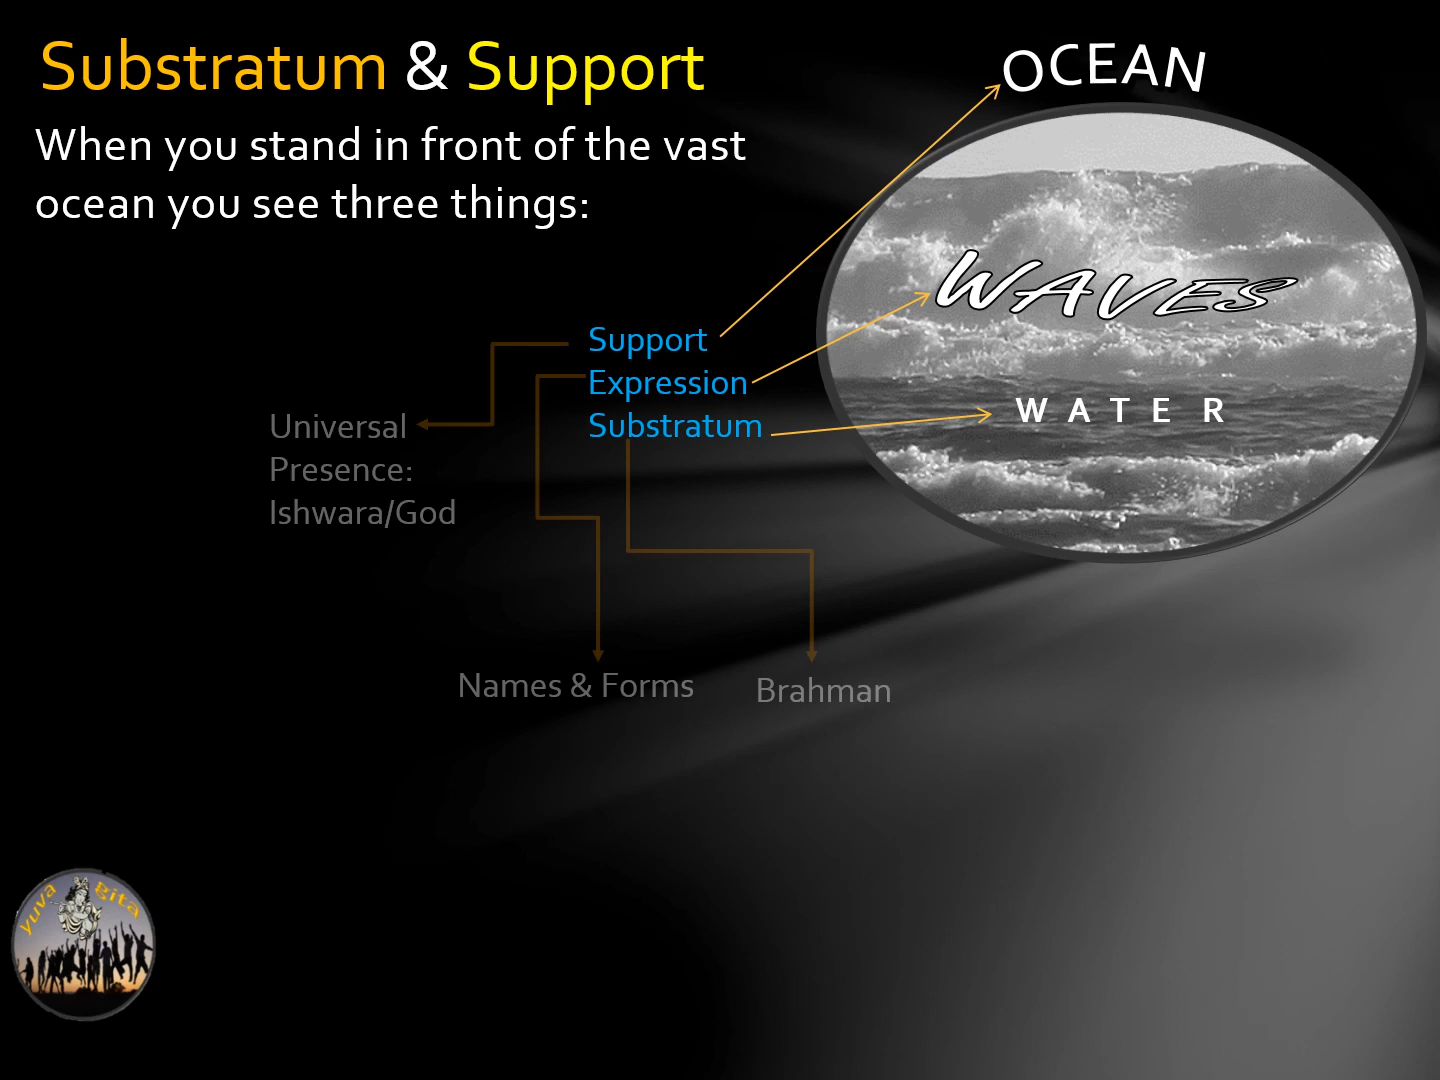 Substratum & Support
When you stand in front of the vast
ocean you see three things:
OCEAN
WAVES
WATER
Support
Expression
Substratum
Universal
Presence:
Ishwara/God
Names & Forms
Brahman
yuva gita